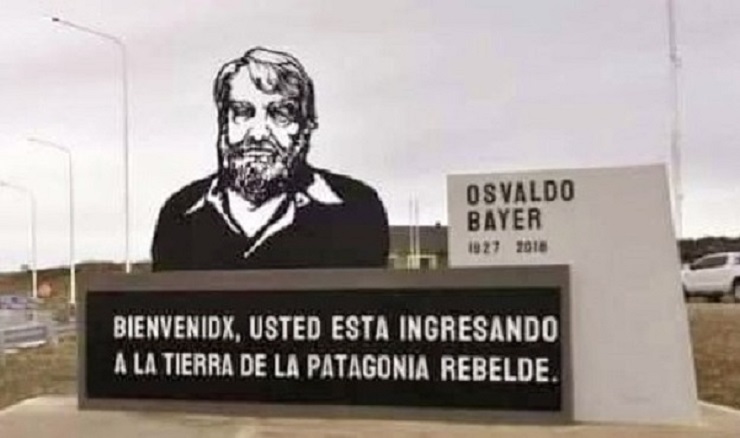 OSVALDO
BAYER
1927 2018
BIENVENIDX, USTED ESTA INGRESANDO
A LA TIERRA DE LA PATAGONIA REBELDE.